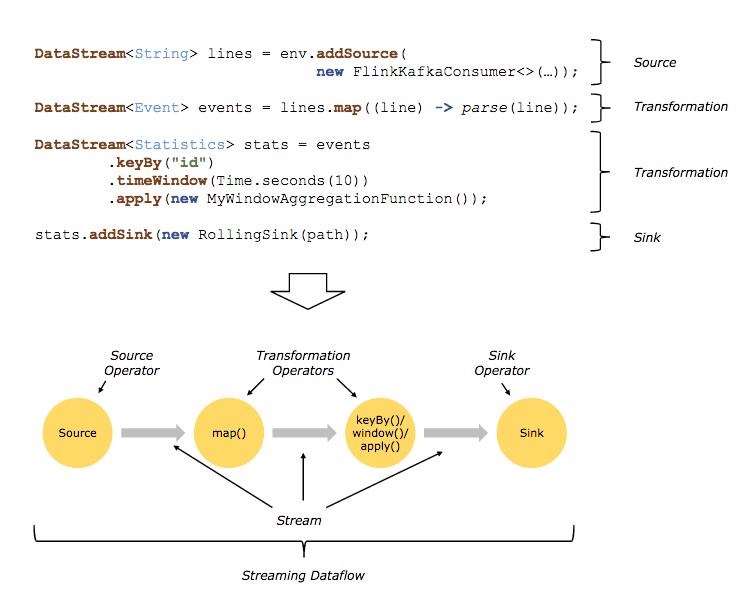 DataStream<String> lines = env.addSource(
new FlinkKafkaConsumer<>(…));
Source
DataStream<Event> events = lines.map((line) -> parse(line));
Transformation
DataStream<Statistics> stats = events
.keyBy("id")
.timeWindow(Time.seconds(10))
.apply(new MyWindowAggregationFunction());
Transformation
stats.addSink(new RollingSink(path));
Sink
Source
Operator
Transformation
Operators
Sink
Operator
Source
map()
keyBy()/
window()/
apply()
Sink
Stream
Streaming Dataflow